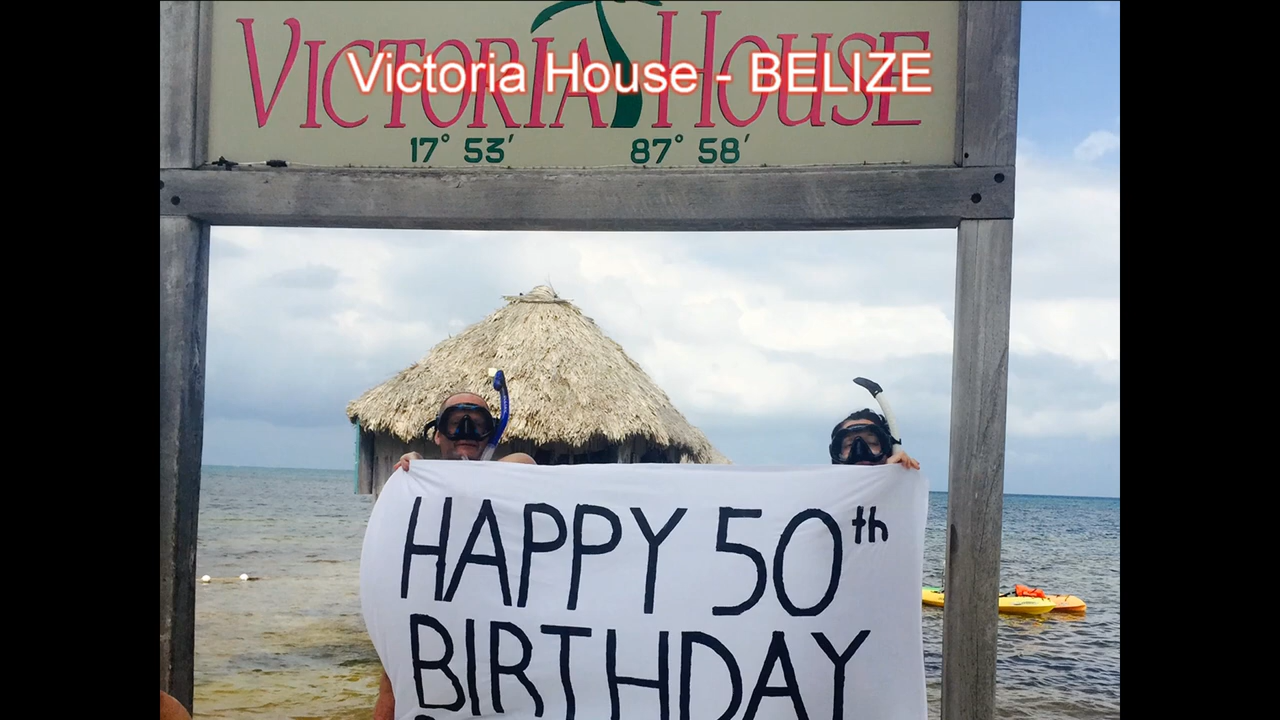 VICTORIA HOUSE
Victoria House - BELIZE
17° 53' 87° 58'
HAPPY 50th
BIRTHDAY